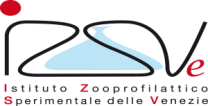 IZSVe
Istituto Zooprofilattico
Sperimentale delle Venezie